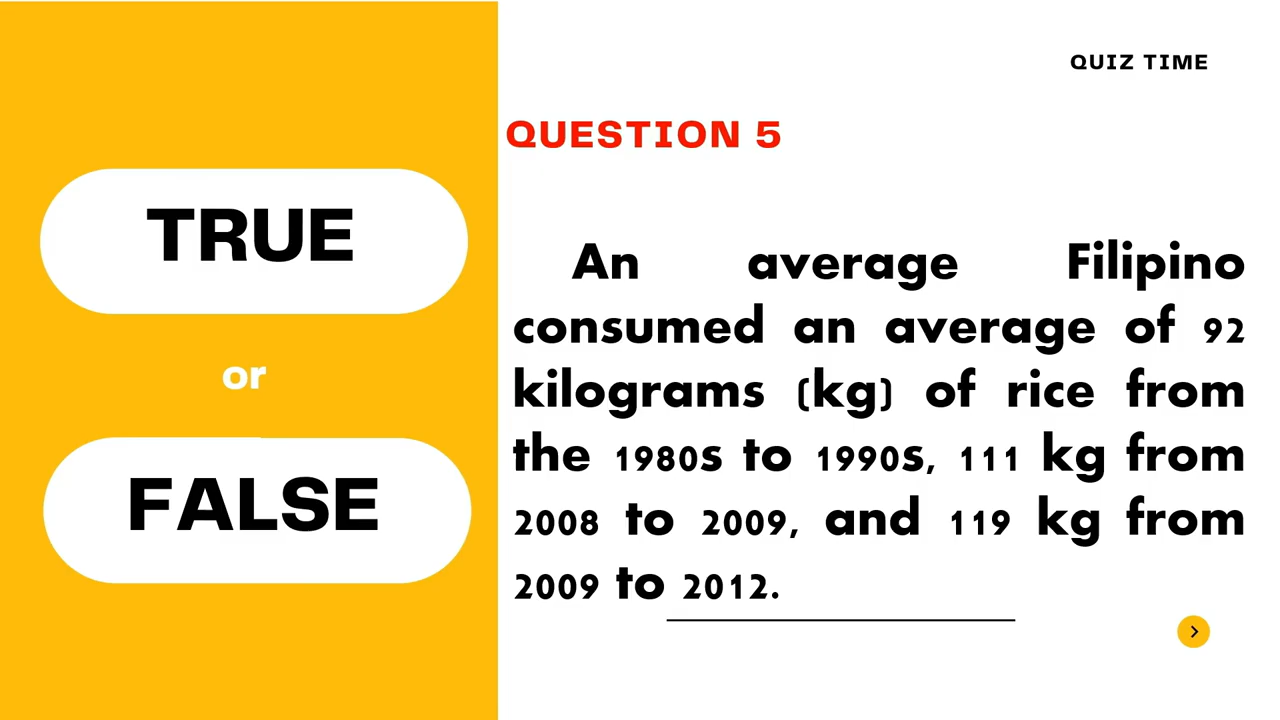 QUIZ TIME
QUESTION 5
TRUE
or
FALSE
An average Filipino
consumed an average of 92
kilograms (kg) of rice from
the 1980s to 1990s, 111 kg from
2008 to 2009, and 119 kg from
2009 to 2012.